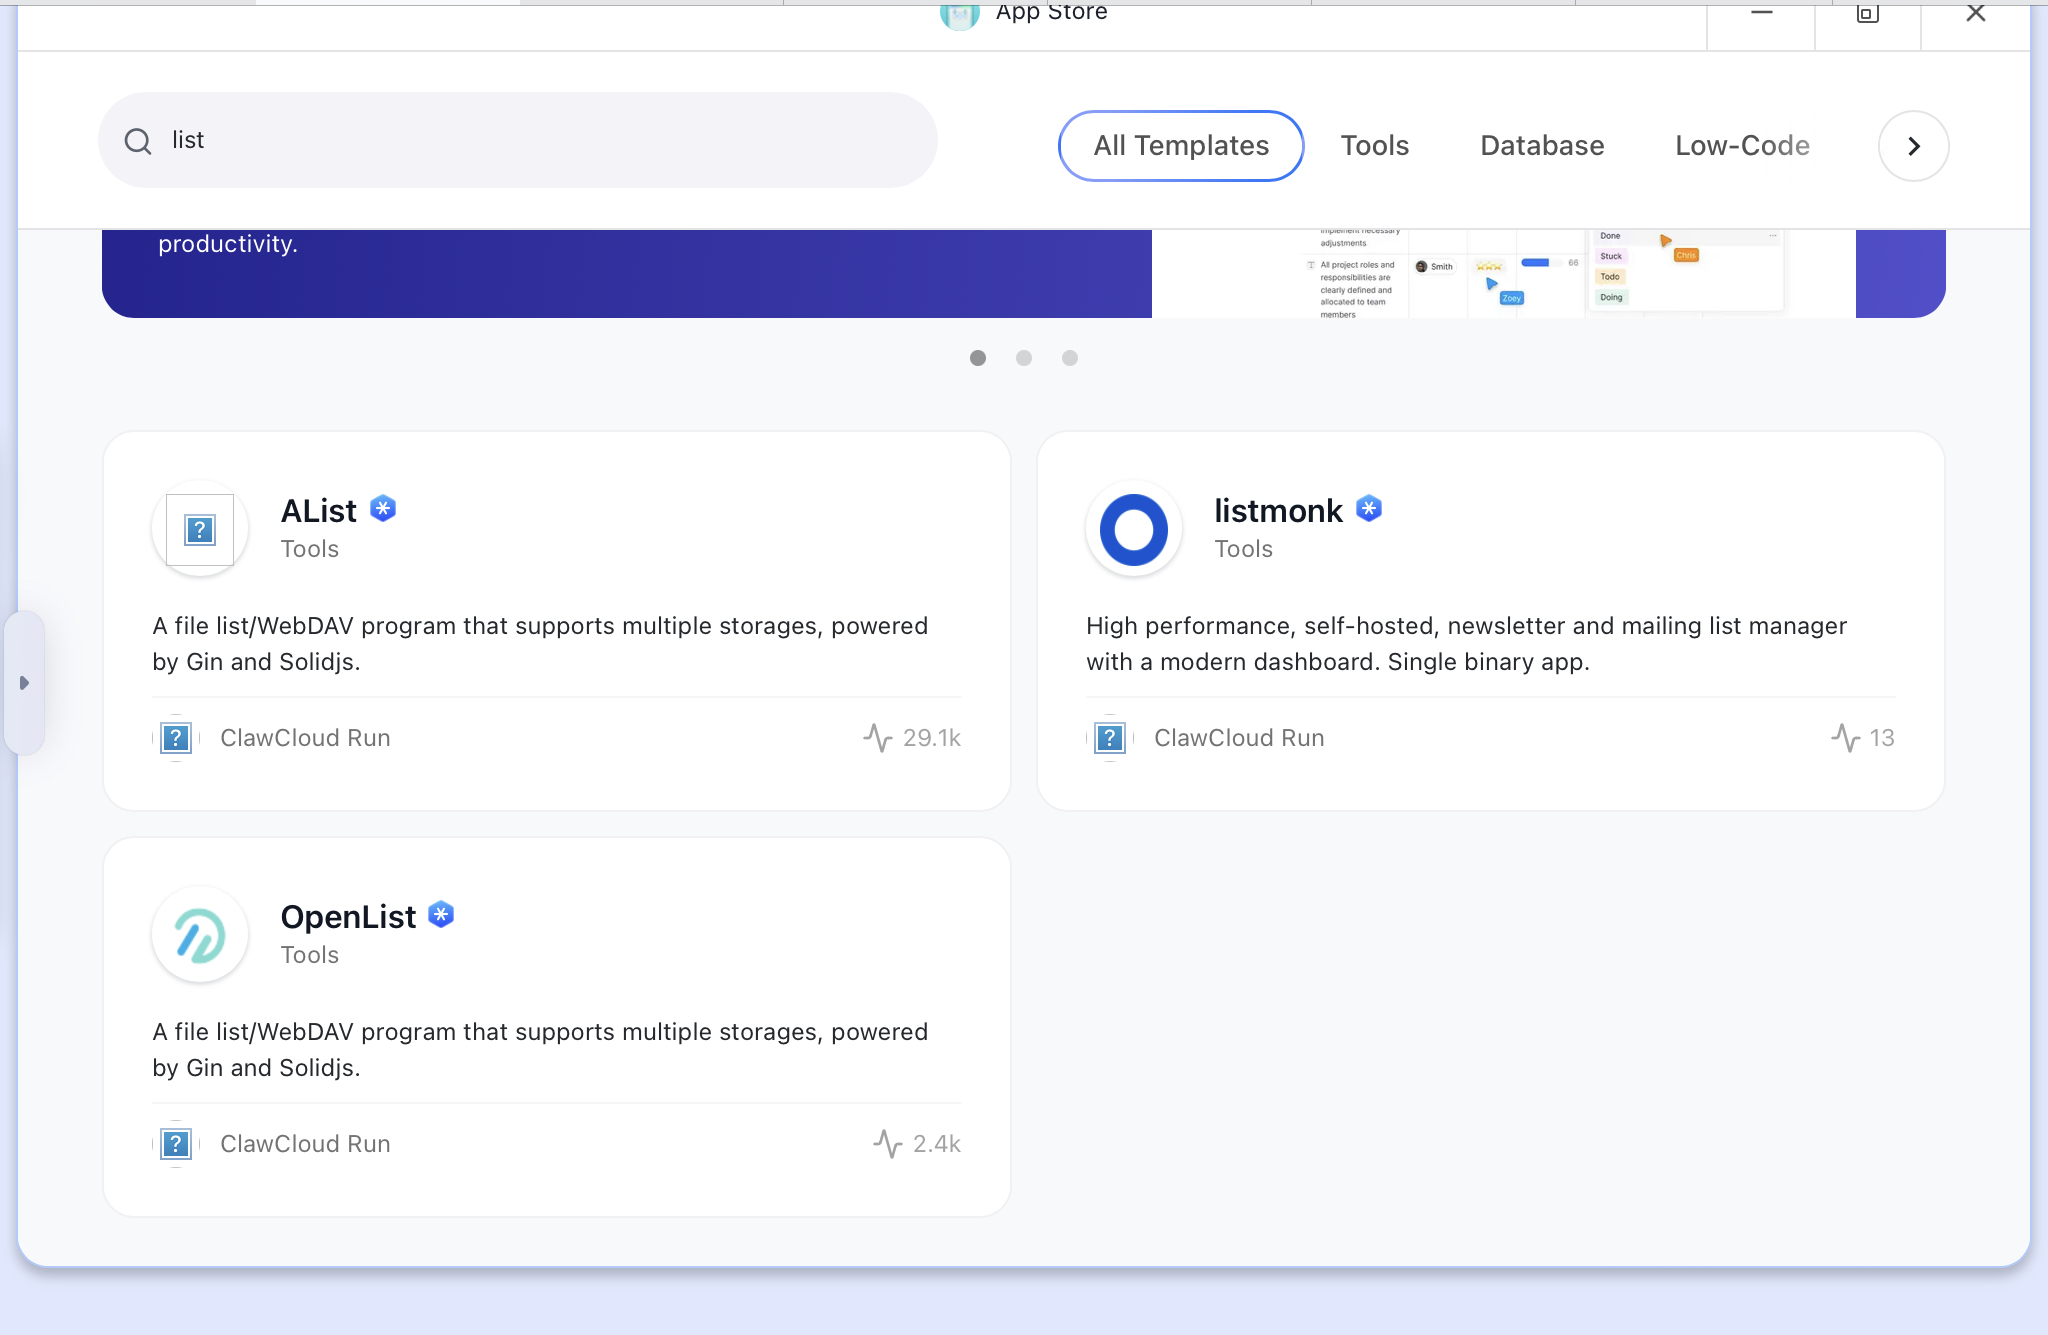 App Store
list
All Templates
Tools
Database
Low-Code
productivity.
implement necessary
adjustments
All project roles and
responsibilities are
clearly defined and
allocated to team
members
Smith
Zoey
66
Done
Stuck
Todo
Doing
Chris
AList
Tools
A file list/WebDAV program that supports multiple storages, powered
by Gin and Solidjs.
ClawCloud Run
29.1k
listmonk
Tools
High performance, self-hosted, newsletter and mailing list manager
with a modern dashboard. Single binary app.
ClawCloud Run
13
OpenList
Tools
A file list/WebDAV program that supports multiple storages, powered
by Gin and Solidjs.
ClawCloud Run
2.4k